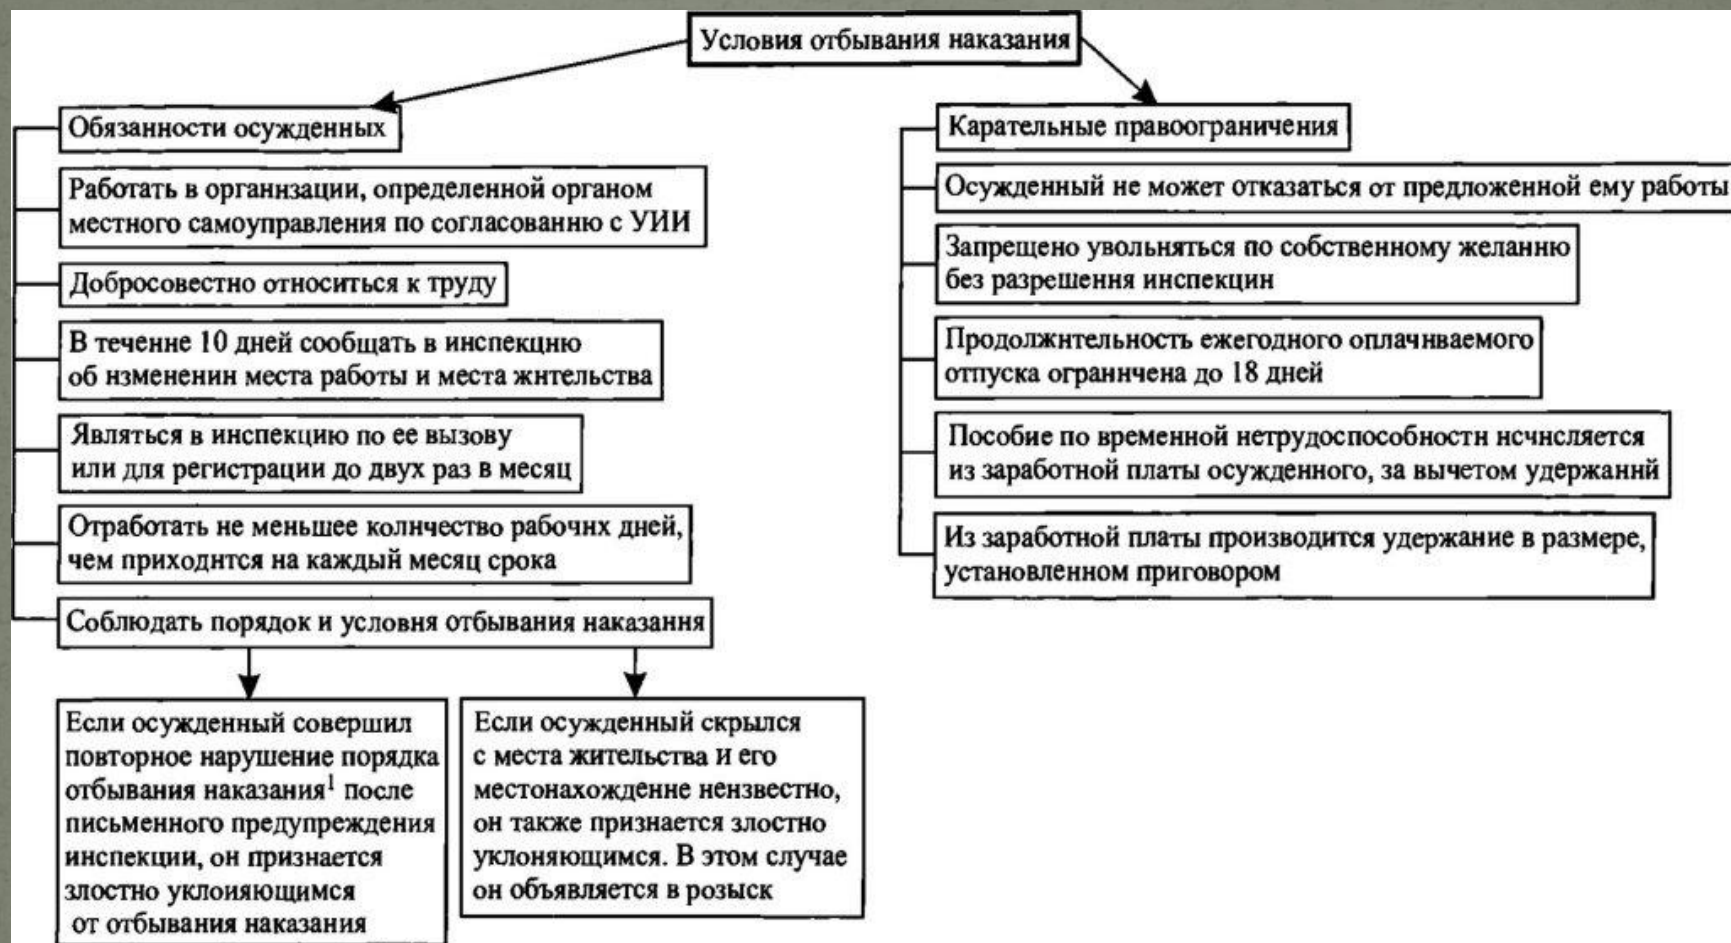 Условия отбывания наказания
Обязанности осужденных
Работать в организации, определенной органом
местного самоуправления по согласованию с УИИ
Добросовестно относиться к труду
В течение 10 дней сообщать в инспекцию
об изменении места работы и места жительства
Являться в инспекцию по ее вызову
или для регистрации до двух раз в месяц
Отработать не меньшее количество рабочих дней,
чем приходится на каждый месяц срока
Соблюдать порядок и условия отбывания наказания
Если осужденный совершил
повторное нарушение порядка
отбывания наказания¹ после
письменного предупреждения
инспекции, он признается
злостно уклоняющимся
от отбывания наказания
Если осужденный скрылся
с места жительства и его
местонахождение неизвестно,
он также признается злостно
уклоняющимся. В этом случае
он объявляется в розыск
Карательные правоограничения
Осужденный не может отказаться от предложенной ему работы
Запрещено увольняться по собственному желанию
без разрешения инспекции
Продолжительность ежегодного оплачиваемого
отпуска ограничена до 18 дней
Пособие по временной нетрудоспособности исчисляется
из заработной платы осужденного, за вычетом удержаний
Из заработной платы производится удержание в размере,
установленном приговором